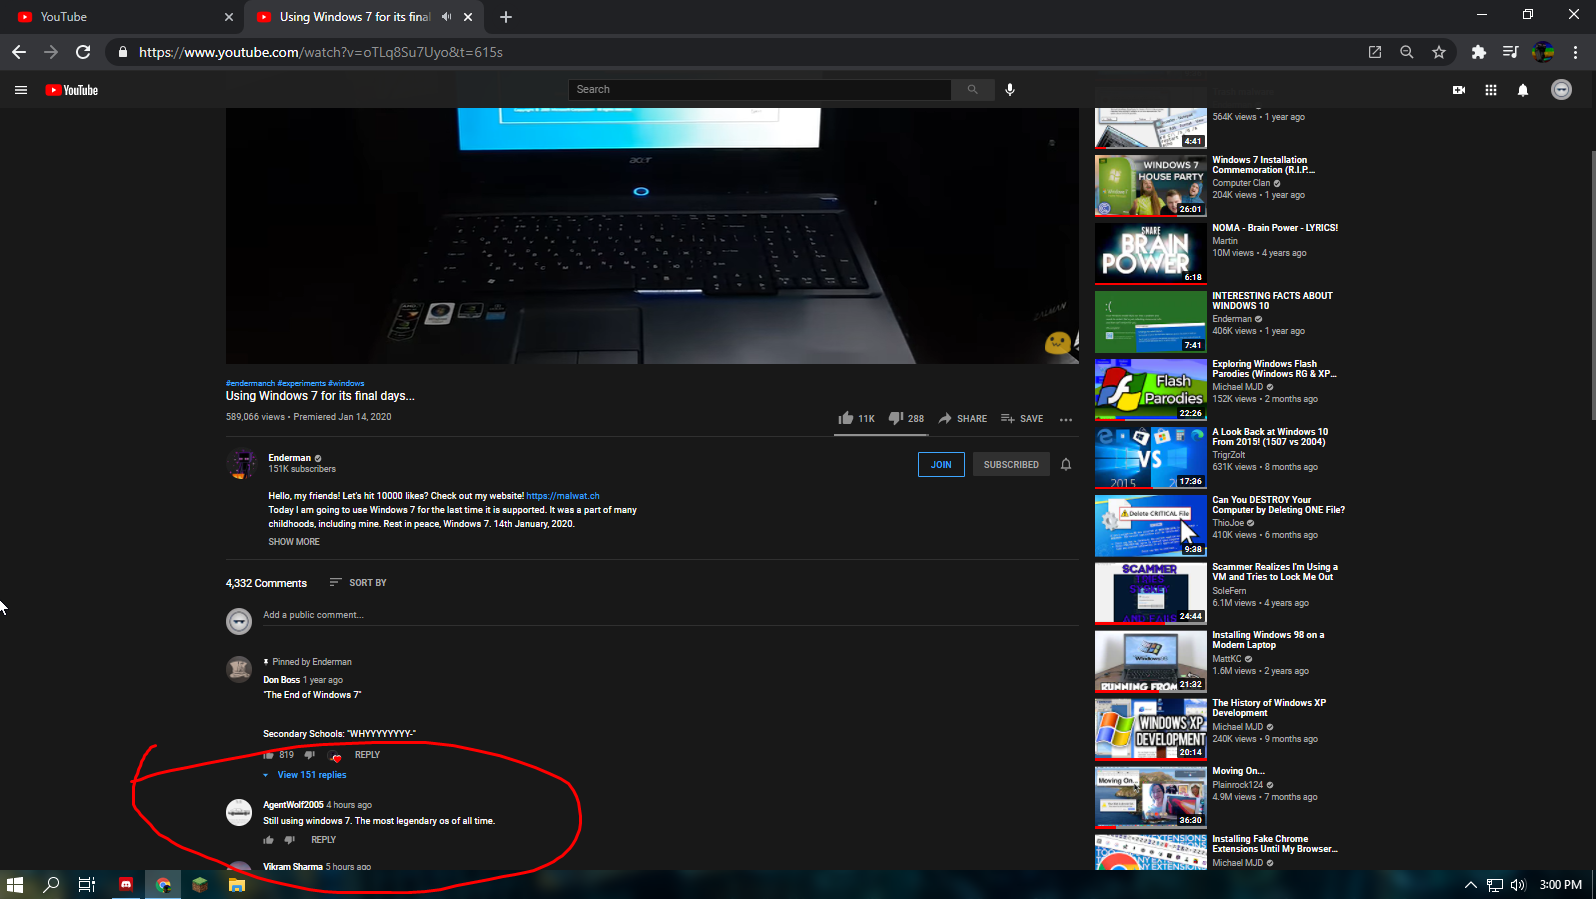 YouTube
Using Windows 7 for its final
https://www.youtube.com/watch?v=oTLq8Su7Uyo&t=615s
YouTube
Search
acer
ZALMAN
#endermanch #experiments #windows
Using Windows 7 for its final days...
589,066 views • Premiered Jan 14, 2020
11K
288
SHARE
SAVE
Enderman
151K subscribers
JOIN
SUBSCRIBED
Hello, my friends! Let's hit 10000 likes? Check out my website! https://malwat.ch
Today I am going to use Windows 7 for the last time it is supported. It was a part of many
childhoods, including mine. Rest in peace, Windows 7. 14th January, 2020.
SHOW MORE
4,332 Comments
SORT BY
Add a public comment...
Pinned by Enderman
Don Boss 1 year ago
"The End of Windows 7"
Secondary Schools: "WHYYYYYYYY-"
819
REPLY
View 151 replies
AgentWolf2005 4 hours ago
Still using windows 7. The most legendary os of all time.
REPLY
Vikram Sharma 5 hours ago
564K views • 1 year ago
4:41
WINDOWS 7
HOUSE PARTY
26:01
Windows 7 Installation
Commemoration (R.I.P....
Computer Clan
204K views • 1 year ago
SHARE
BRAIN
POWER
6:18
NOMA - Brain Power - LYRICS!
Martin
10M views • 4 years ago
:(
7:41
INTERESTING FACTS ABOUT
WINDOWS 10
Enderman
406K views • 1 year ago
Flash
Parodies
22:26
Exploring Windows Flash
Parodies (Windows RG & XP...
Michael MJD
152K views • 2 months ago
VS
2015
17:36
A Look Back at Windows 10
From 2015! (1507 vs 2004)
TrigrZolt
631K views • 8 months ago
Delete CRITICAL File
9:38
Can You DESTROY Your
Computer by Deleting ONE File?
ThioJoe
410K views • 6 months ago
SCAMMER
TRIES
AND FAILS
24:44
Scammer Realizes I'm Using a
VM and Tries to Lock Me Out
SoleFern
6.1M views • 4 years ago
Windows98
RUNNING FROM
21:32
Installing Windows 98 on a
Modern Laptop
MattKC
1.6M views • 2 years ago
WINDOWS XP
DEVELOPMENT
20:14
The History of Windows XP
Development
Michael MJD
240K views • 9 months ago
Moving On...
36:30
Moving On...
Plainrock124
4.9M views • 7 months ago
Installing Fake Chrome
Extensions Until My Browser...
Michael MJD
3:00 PM